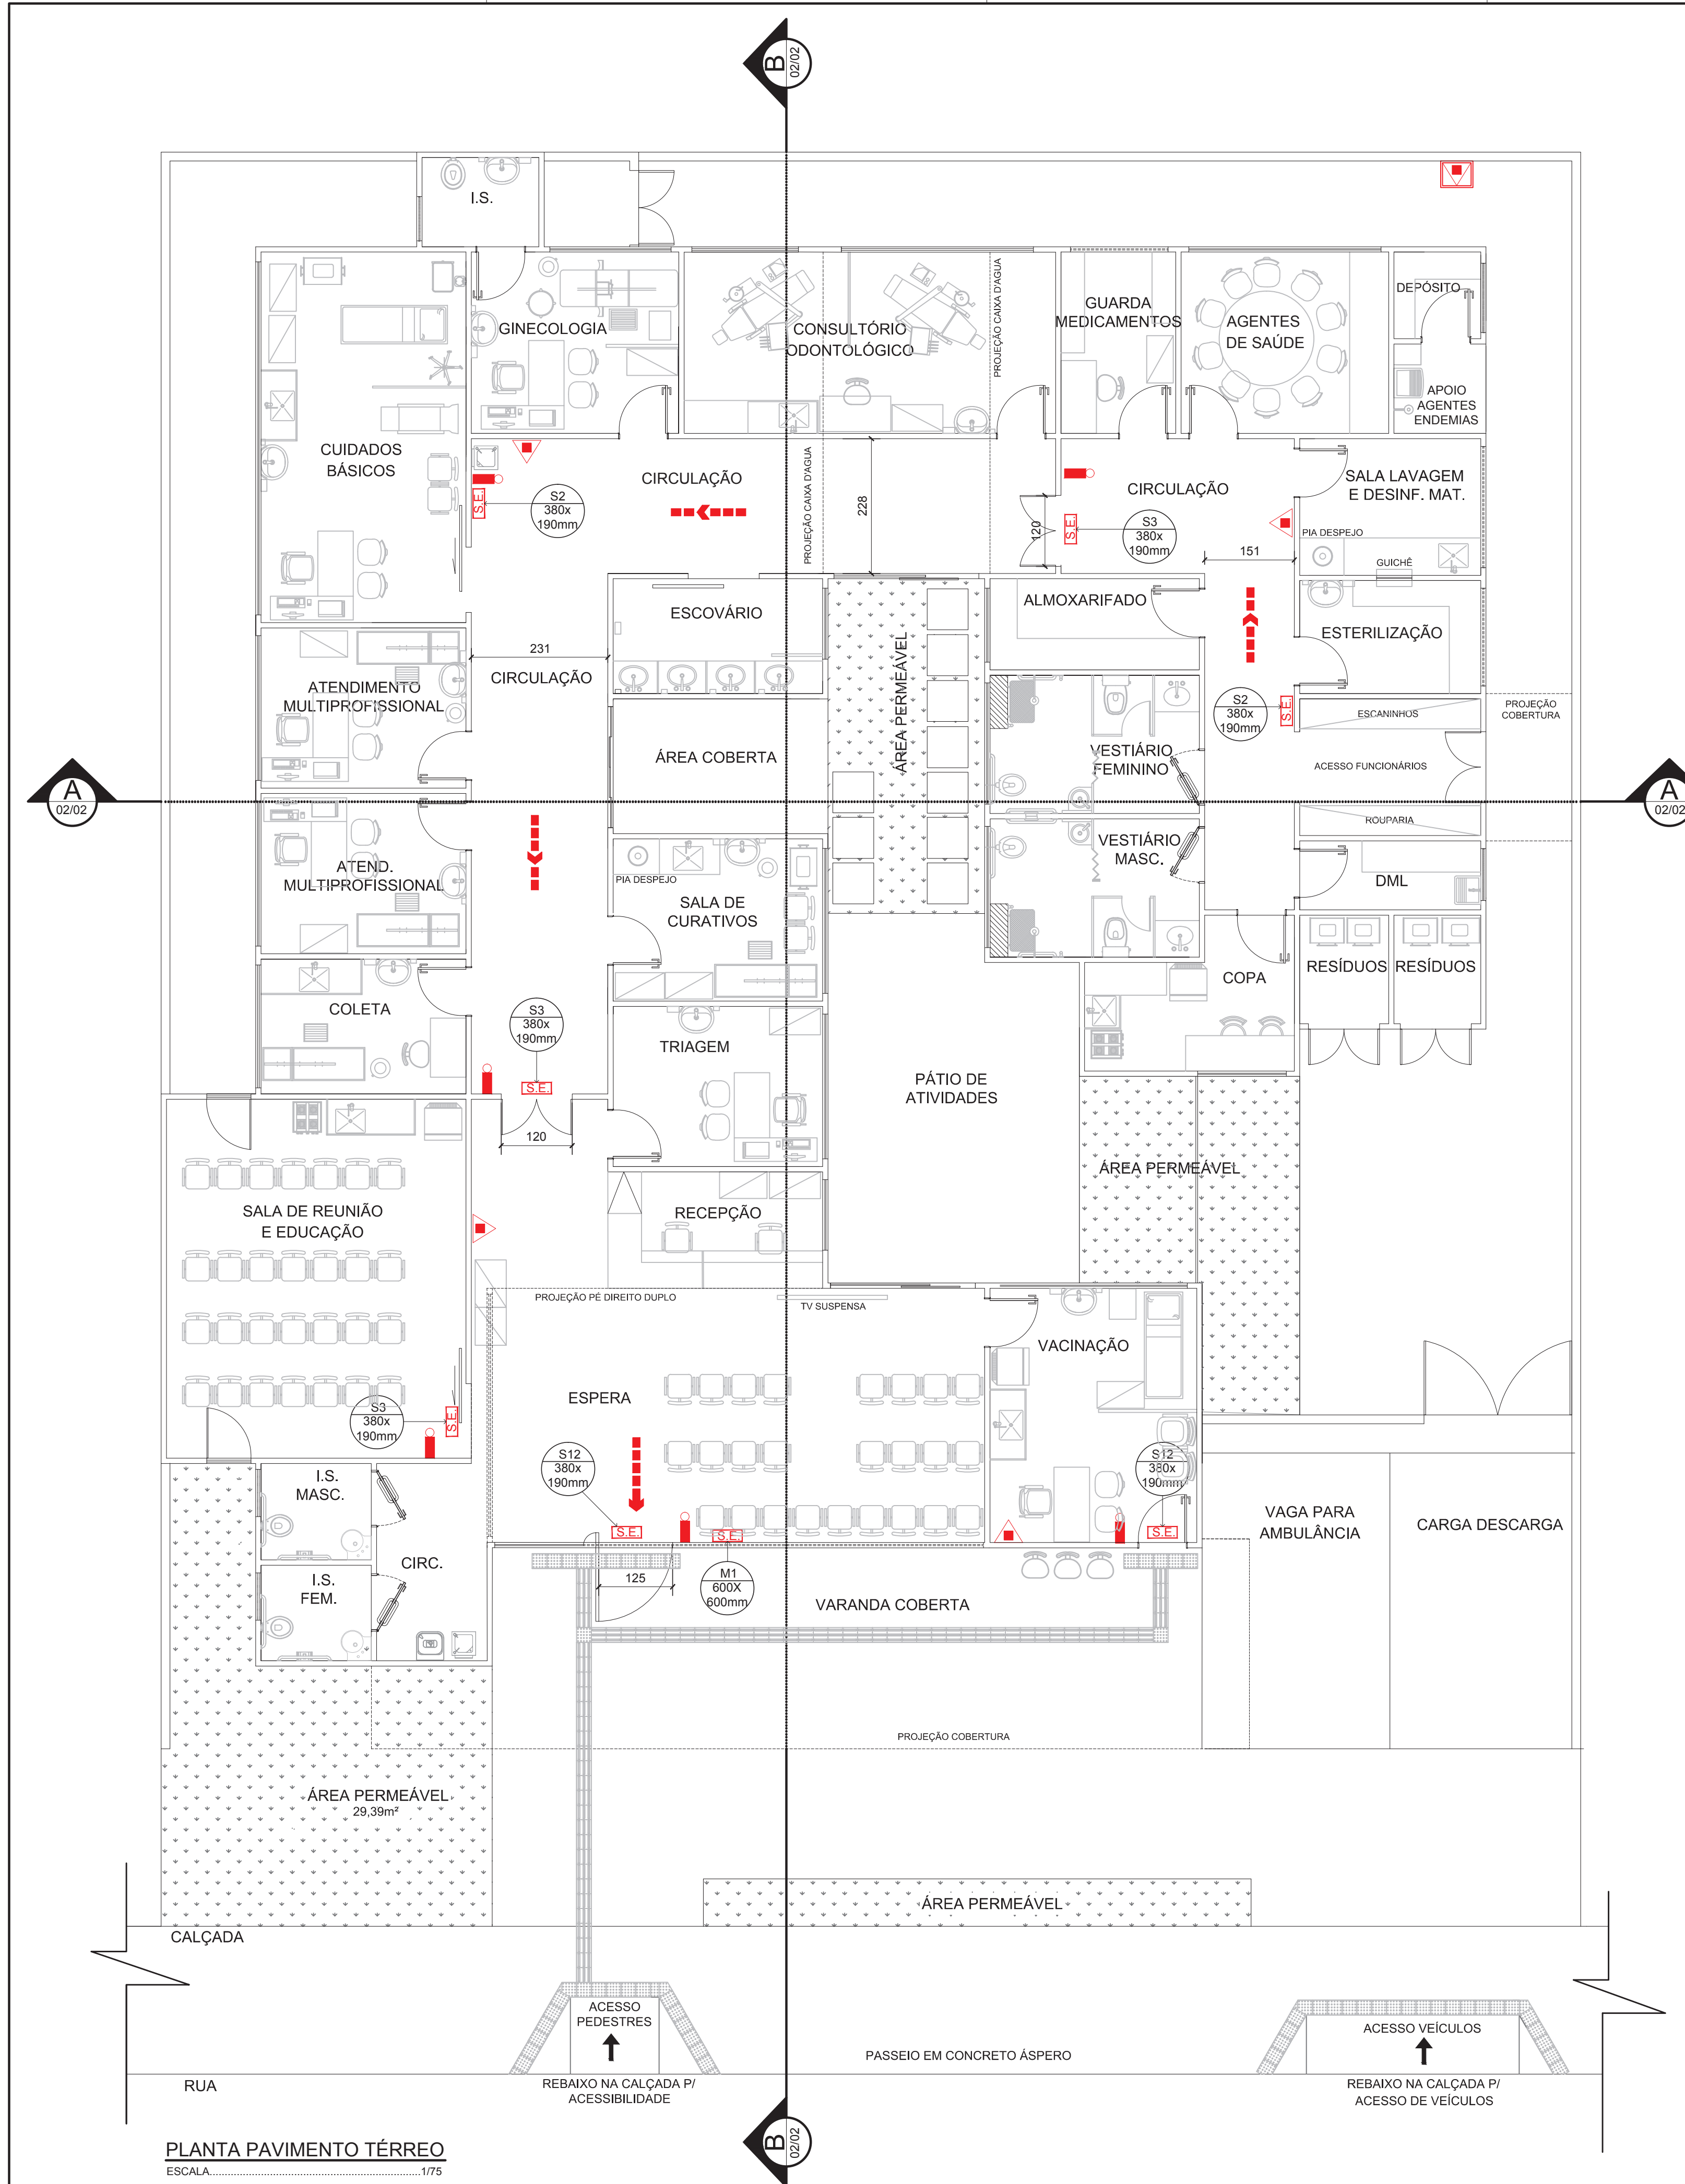 B
02/02
I.S.
GINECOLOGIA
CONSULTÓRIO
ODONTOLÓGICO
PROJEÇÃO CAIXA D'AGUA
GUARDA
MEDICAMENTOS
AGENTES
DE SAÚDE
DEPÓSITO
APOIO
AGENTES
ENDEMIAS
CUIDADOS
BÁSICOS
S.E.
S2
380x
190mm
CIRCULAÇÃO
PROJEÇÃO CAIXA D'AGUA
228
120
S.E.
S3
380x
190mm
CIRCULAÇÃO
151
SALA LAVAGEM
E DESINF. MAT.
PIA DESPEJO
GUICHÊ
ESCOVÁRIO
ALMOXARIFADO
ESTERILIZAÇÃO
231
CIRCULAÇÃO
ATENDIMENTO
MULTIPROFISSIONAL
ÁREA PERMEÁVEL
S2
380x
190mm
S.E.
ESCANINHOS
PROJEÇÃO
COBERTURA
ÁREA COBERTA
VESTIÁRIO
FEMININO
ACESSO FUNCIONÁRIOS
A
02/02
A
02/02
ROUPARIA
ATEND.
MULTIPROFISSIONAL
PIA DESPEJO
SALA DE
CURATIVOS
VESTIÁRIO
MASC.
DML
COLETA
COPA
RESÍDUOS
RESÍDUOS
S3
380x
190mm
S.E.
TRIAGEM
PÁTIO DE
ATIVIDADES
120
ÁREA PERMEÁVEL
SALA DE REUNIÃO
E EDUCAÇÃO
RECEPÇÃO
PROJEÇÃO PÉ DIREITO DUPLO
TV SUSPENSA
VACINAÇÃO
ESPERA
S3
380x
190mm
S.E.
S12
380x
190mm
S.E.
S.E.
S12
380x
190mm
S.E.
I.S.
MASC.
CIRC.
I.S.
FEM.
125
M1
600X
600mm
VARANDA COBERTA
VAGA PARA
AMBULÂNCIA
CARGA DESCARGA
PROJEÇÃO COBERTURA
ÁREA PERMEÁVEL
29,39m²
ÁREA PERMEÁVEL
CALÇADA
ACESSO
PEDESTRES
PASSEIO EM CONCRETO ÁSPERO
ACESSO VEÍCULOS
RUA
REBAIXO NA CALÇADA P/
ACESSIBILIDADE
REBAIXO NA CALÇADA P/
ACESSO DE VEÍCULOS
B
02/02
PLANTA PAVIMENTO TÉRREO
ESCALA..........................................................................1/75